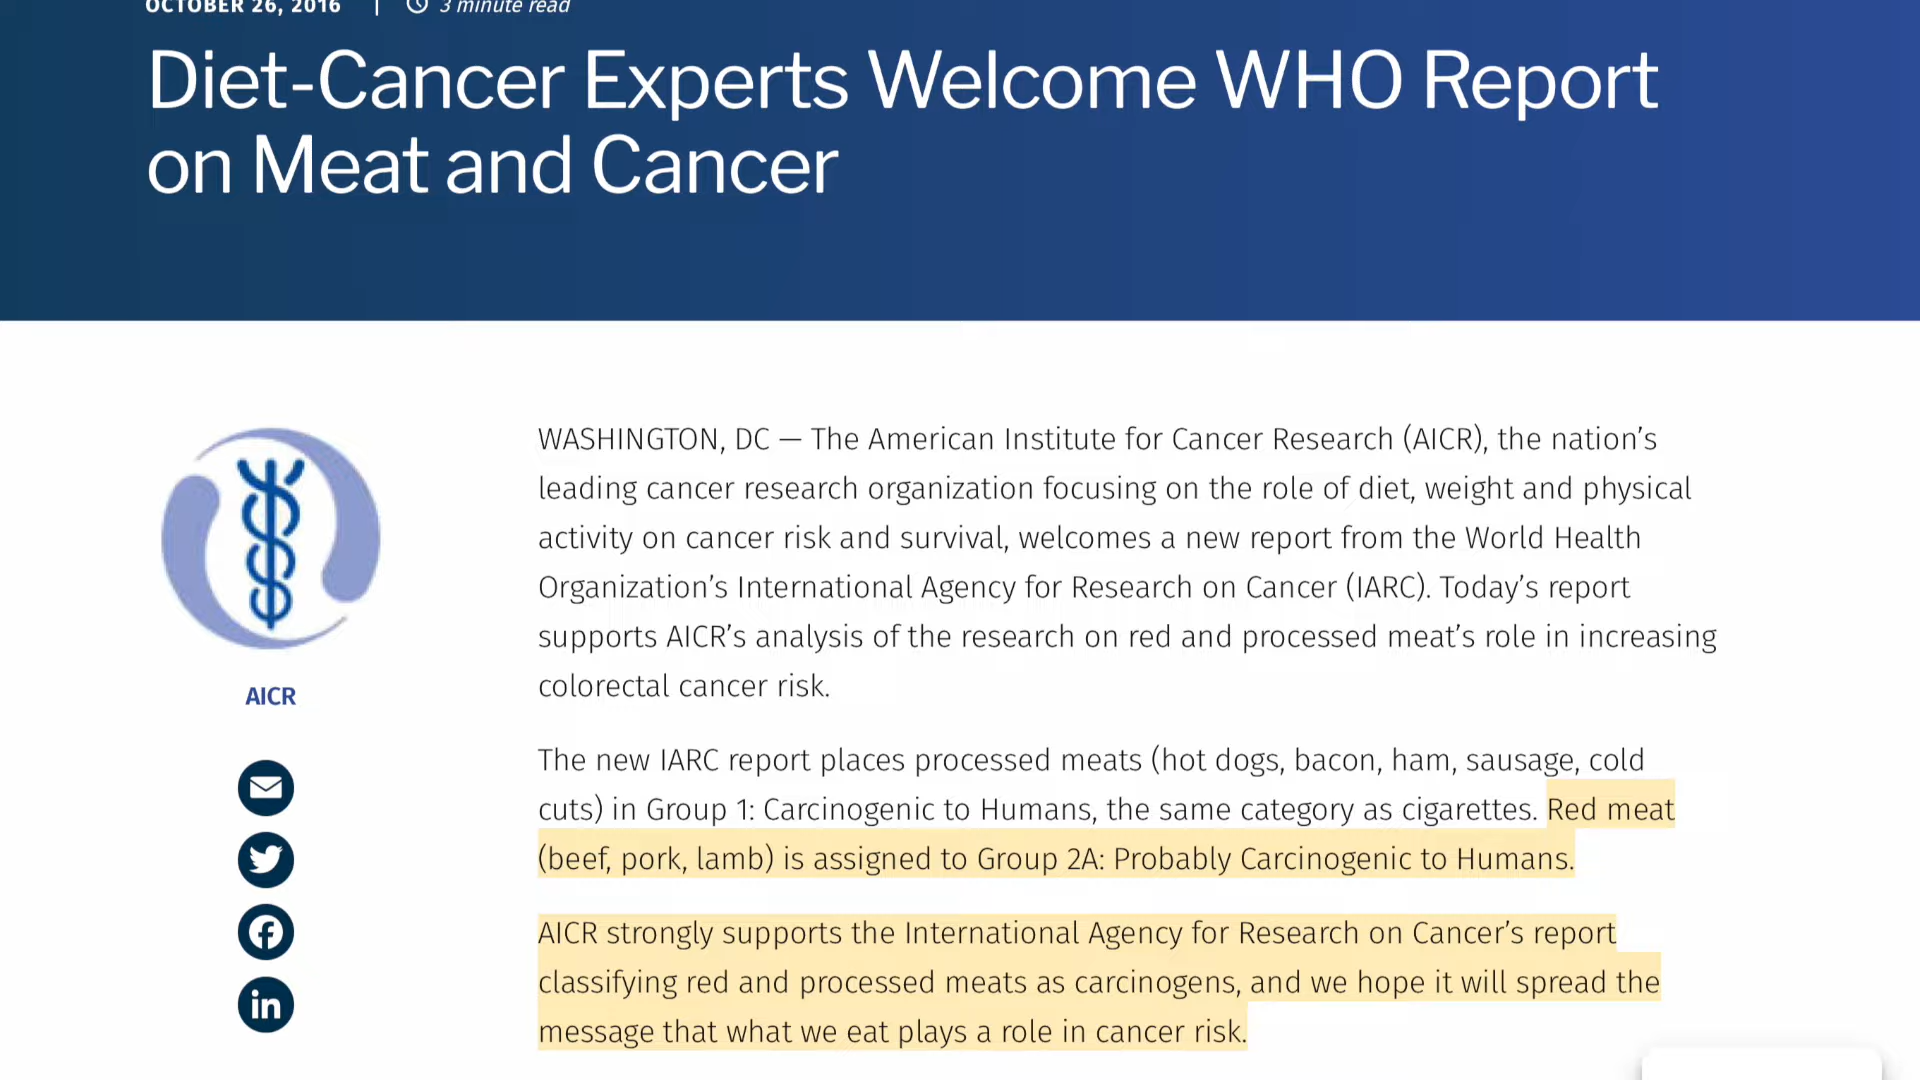 OCTOBER 26, 2016 | 3 minute read
Diet-Cancer Experts Welcome WHO Report
on Meat and Cancer
WASHINGTON, DC — The American Institute for Cancer Research (AICR), the nation’s
leading cancer research organization focusing on the role of diet, weight and physical
activity on cancer risk and survival, welcomes a new report from the World Health
Organization’s International Agency for Research on Cancer (IARC). Today’s report
supports AICR’s analysis of the research on red and processed meat’s role in increasing
colorectal cancer risk.
AICR
The new IARC report places processed meats (hot dogs, bacon, ham, sausage, cold
cuts) in Group 1: Carcinogenic to Humans, the same category as cigarettes. Red meat
(beef, pork, lamb) is assigned to Group 2A: Probably Carcinogenic to Humans.
AICR strongly supports the International Agency for Research on Cancer’s report
classifying red and processed meats as carcinogens, and we hope it will spread the
message that what we eat plays a role in cancer risk.